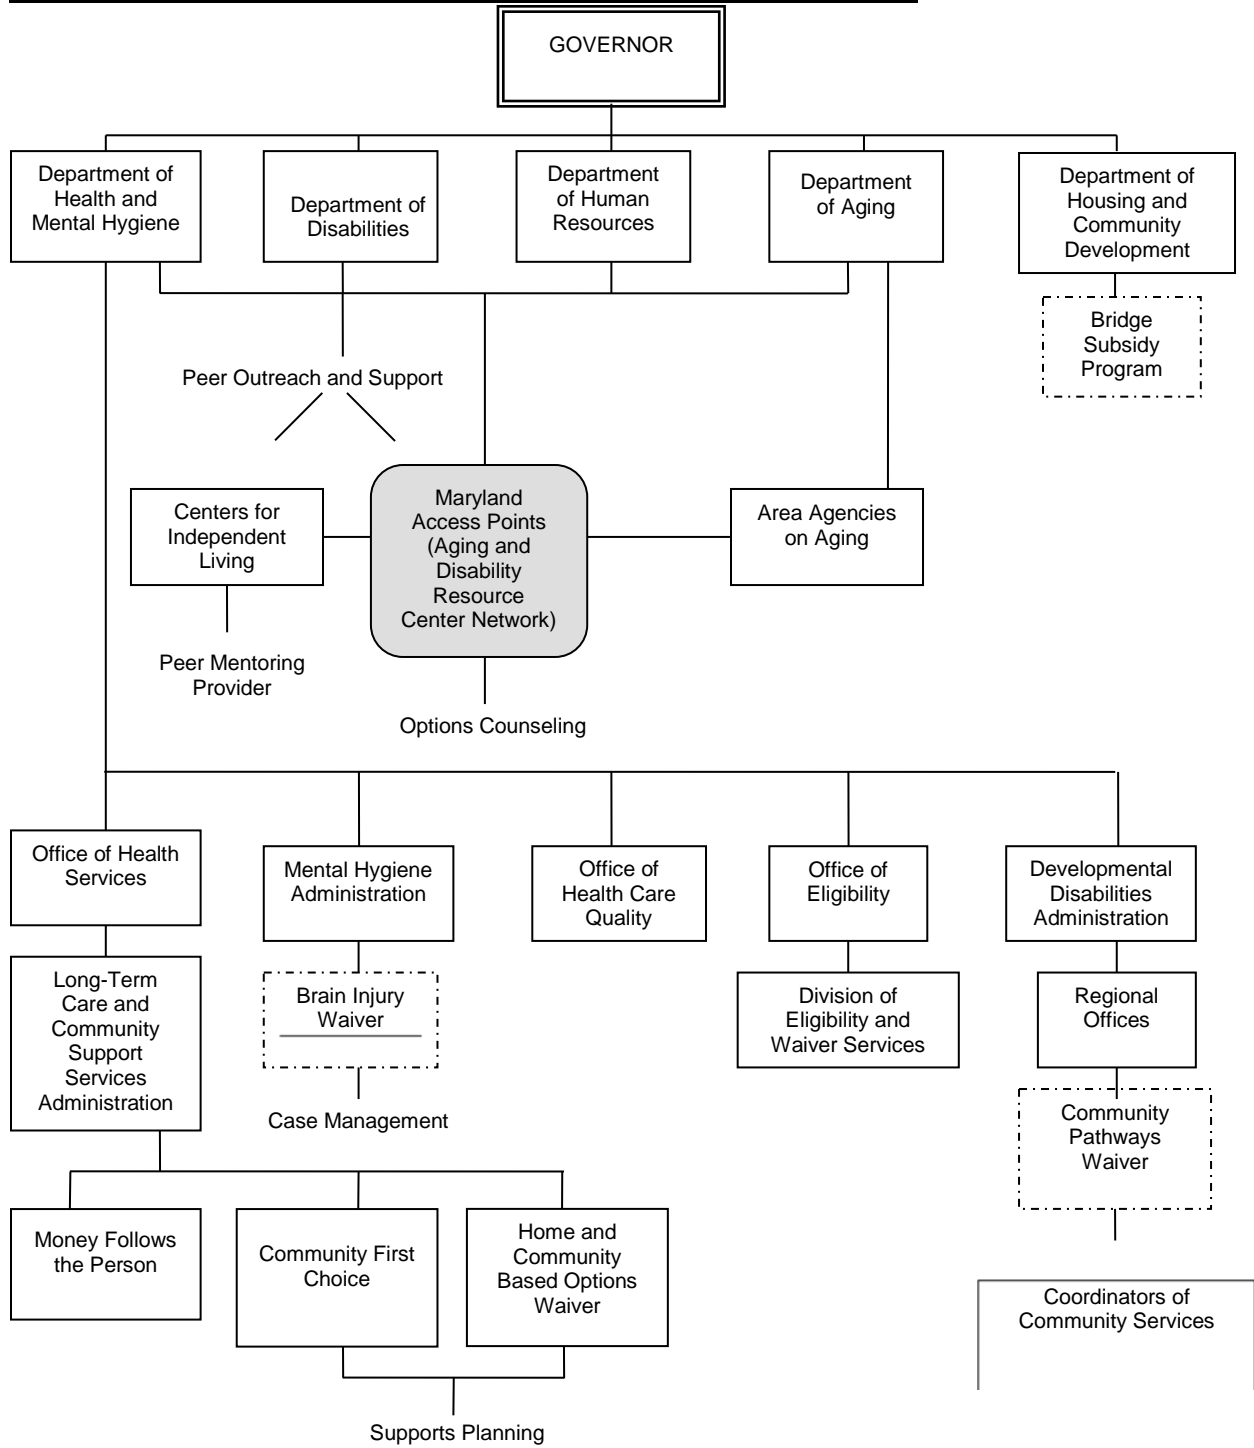 GOVERNOR
Department of
Health and
Mental Hygiene
Department of
Disabilities
Department
of Human
Resources
Department
of Aging
Department of
Housing and
Community
Development
Bridge
Subsidy
Program
Peer Outreach and Support
Centers for
Independent
Living
Maryland
Access Points
(Aging and
Disability
Resource
Center Network)
Area Agencies
on Aging
Peer Mentoring
Provider
Options Counseling
Office of Health
Services
Mental Hygiene
Administration
Office of
Health Care
Quality
Office of
Eligibility
Developmental
Disabilities
Administration
Long-Term
Care and
Community
Support
Services
Administration
Brain Injury
Waiver
Division of
Eligibility and
Waiver Services
Regional
Offices
Case Management
Community
Pathways
Waiver
Money Follows
the Person
Community First
Choice
Home and
Community
Based Options
Waiver
Coordinators of
Community Services
Supports Planning